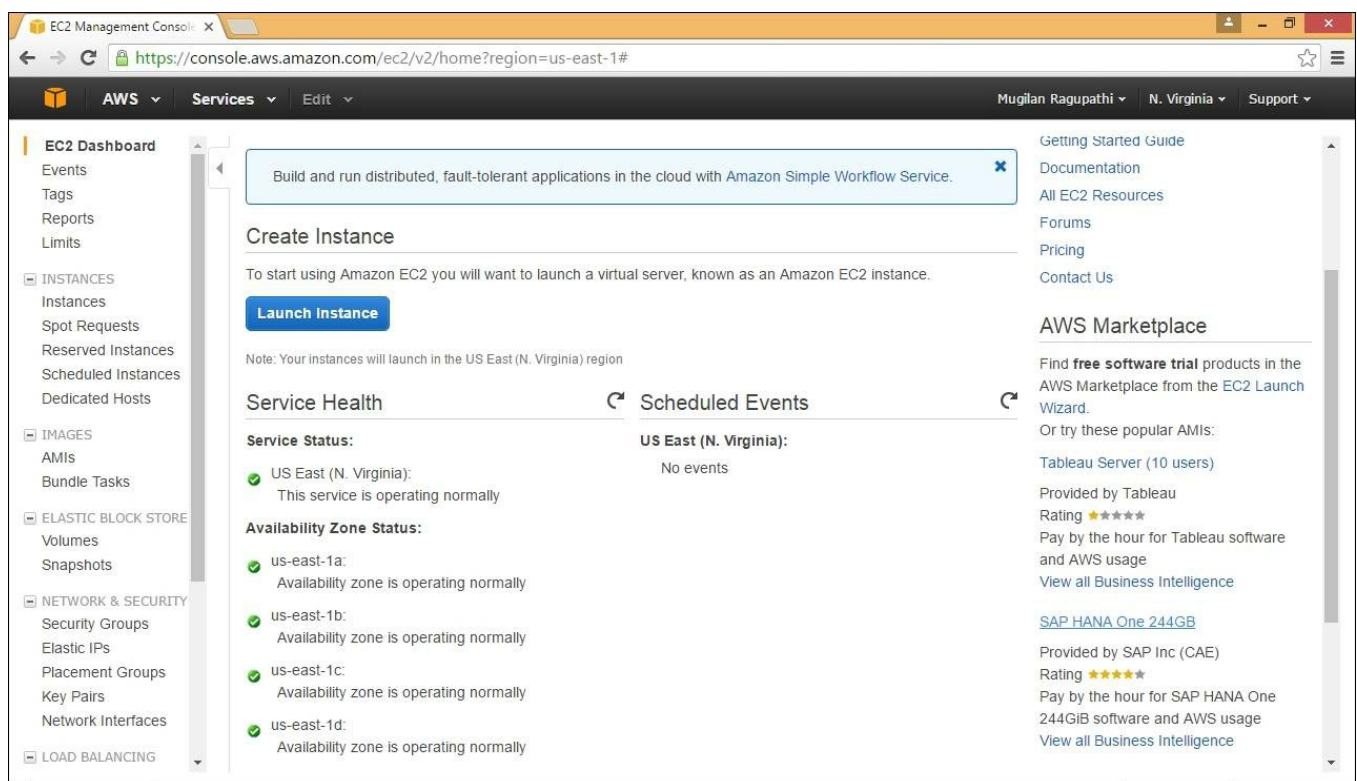 EC2 Management Console
https://console.aws.amazon.com/ec2/v2/home?region=us-east-1#
AWS Services Edit Mugilan Ragupathi N. Virginia Support
EC2 Dashboard
Events
Tags
Reports
Limits
INSTANCES
Instances
Spot Requests
Reserved Instances
Scheduled Instances
Dedicated Hosts
IMAGES
AMIs
Bundle Tasks
ELASTIC BLOCK STORE
Volumes
Snapshots
NETWORK & SECURITY
Security Groups
Elastic IPs
Placement Groups
Key Pairs
Network Interfaces
LOAD BALANCING
Build and run distributed, fault-tolerant applications in the cloud with Amazon Simple Workflow Service.
Create Instance
To start using Amazon EC2 you will want to launch a virtual server, known as an Amazon EC2 instance.
Launch Instance
Note: Your instances will launch in the US East (N. Virginia) region
Service Health
Service Status:
US East (N. Virginia):
This service is operating normally
Availability Zone Status:
us-east-1a:
Availability zone is operating normally
us-east-1b:
Availability zone is operating normally
us-east-1c:
Availability zone is operating normally
us-east-1d:
Availability zone is operating normally
Scheduled Events
US East (N. Virginia):
No events
Getting Started Guide
Documentation
All EC2 Resources
Forums
Pricing
Contact Us
AWS Marketplace
Find free software trial products in the
AWS Marketplace from the EC2 Launch
Wizard.
Or try these popular AMIs:
Tableau Server (10 users)
Provided by Tableau
Rating
Pay by the hour for Tableau software
and AWS usage
View all Business Intelligence
SAP HANA One 244GB
Provided by SAP Inc (CAE)
Rating
Pay by the hour for SAP HANA One
244GiB software and AWS usage
View all Business Intelligence